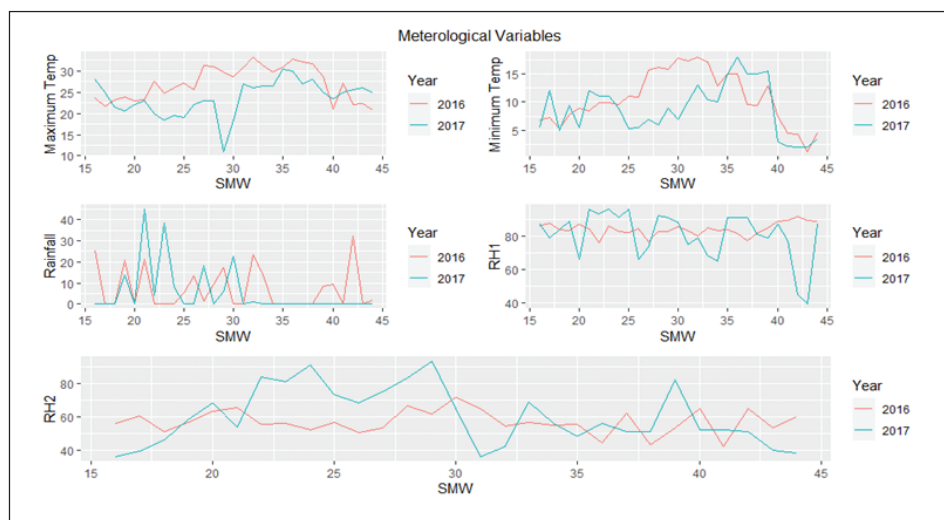 Meterological Variables
Maximum Temp
30
25
20
15
10
15 20 25 30 35 40 45
SMW
Year
2016
2017
Minimum Temp
15
10
5
15 20 25 30 35 40 45
SMW
Year
2016
2017
Rainfall
40
30
20
10
0
15 20 25 30 35 40 45
SMW
Year
2016
2017
RH1
80
60
40
15 20 25 30 35 40 45
SMW
Year
2016
2017
RH2
80
60
40
15 20 25 30 35 40 45
SMW
Year
2016
2017